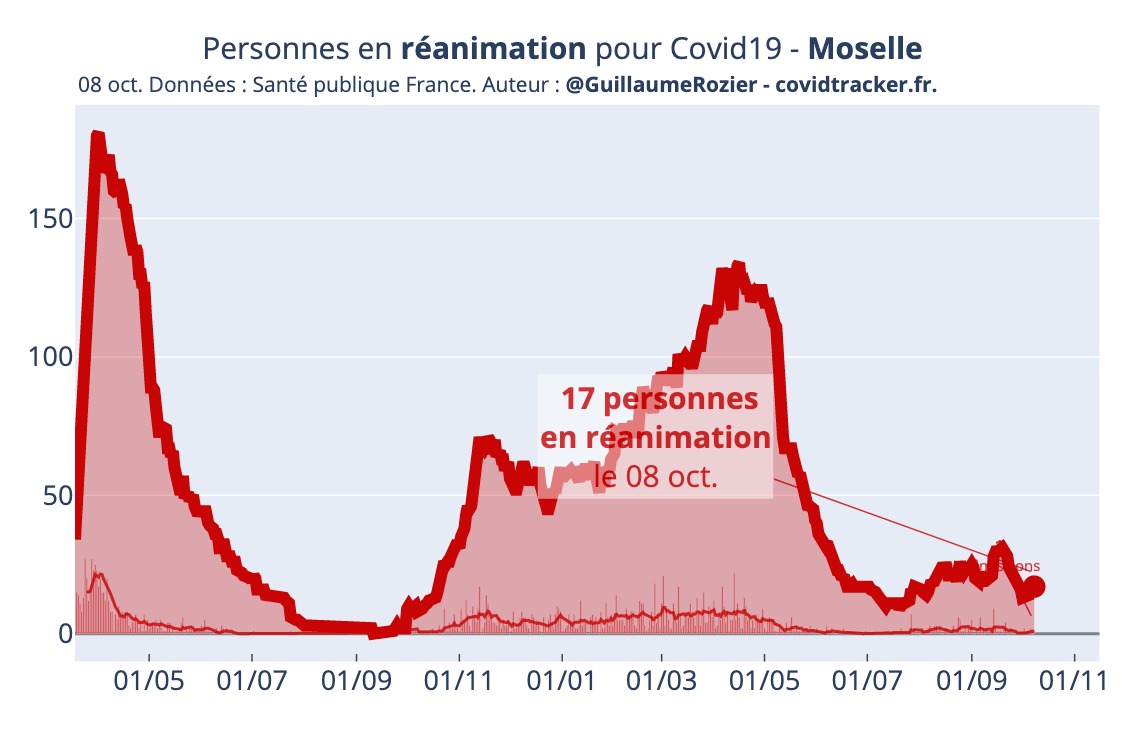 Personnes en réanimation pour Covid19 - Moselle
08 oct. Données : Santé publique France. Auteur : @GuillaumeRozier - covidtracker.fr.
150
100
50
0
17 personnes
en réanimation
le 08 oct.
01/05 01/07 01/09 01/11 01/01 01/03 01/05 01/07 01/09 01/11